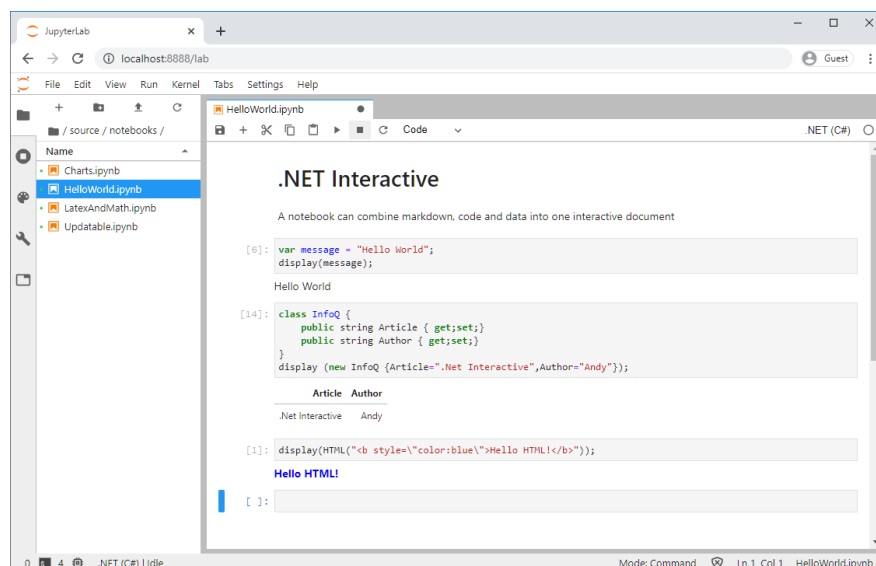 JupyterLab
localhost:8888/lab
Guest
File Edit View Run Kernel Tabs Settings Help
HelloWorld.ipynb
/ source / notebooks /
Code
.NET (C#)
Name
Charts.ipynb
HelloWorld.ipynb
LatexAndMath.ipynb
Updatable.ipynb
.NET Interactive
A notebook can combine markdown, code and data into one interactive document
[6]: var message = "Hello World";
display(message);
Hello World
[14]: class InfoQ {
public string Article { get;set;}
public string Author { get;set;}
}
display (new InfoQ {Article=".Net Interactive",Author="Andy"});
Article Author
.Net Interactive Andy
[1]: display(HTML("<b style=\"color:blue\">Hello HTML!</b>"));
Hello HTML!
[ ]:
0 4 .NET (C#) | Idle
Mode: Command Ln 1, Col 1 HelloWorld.ipynb